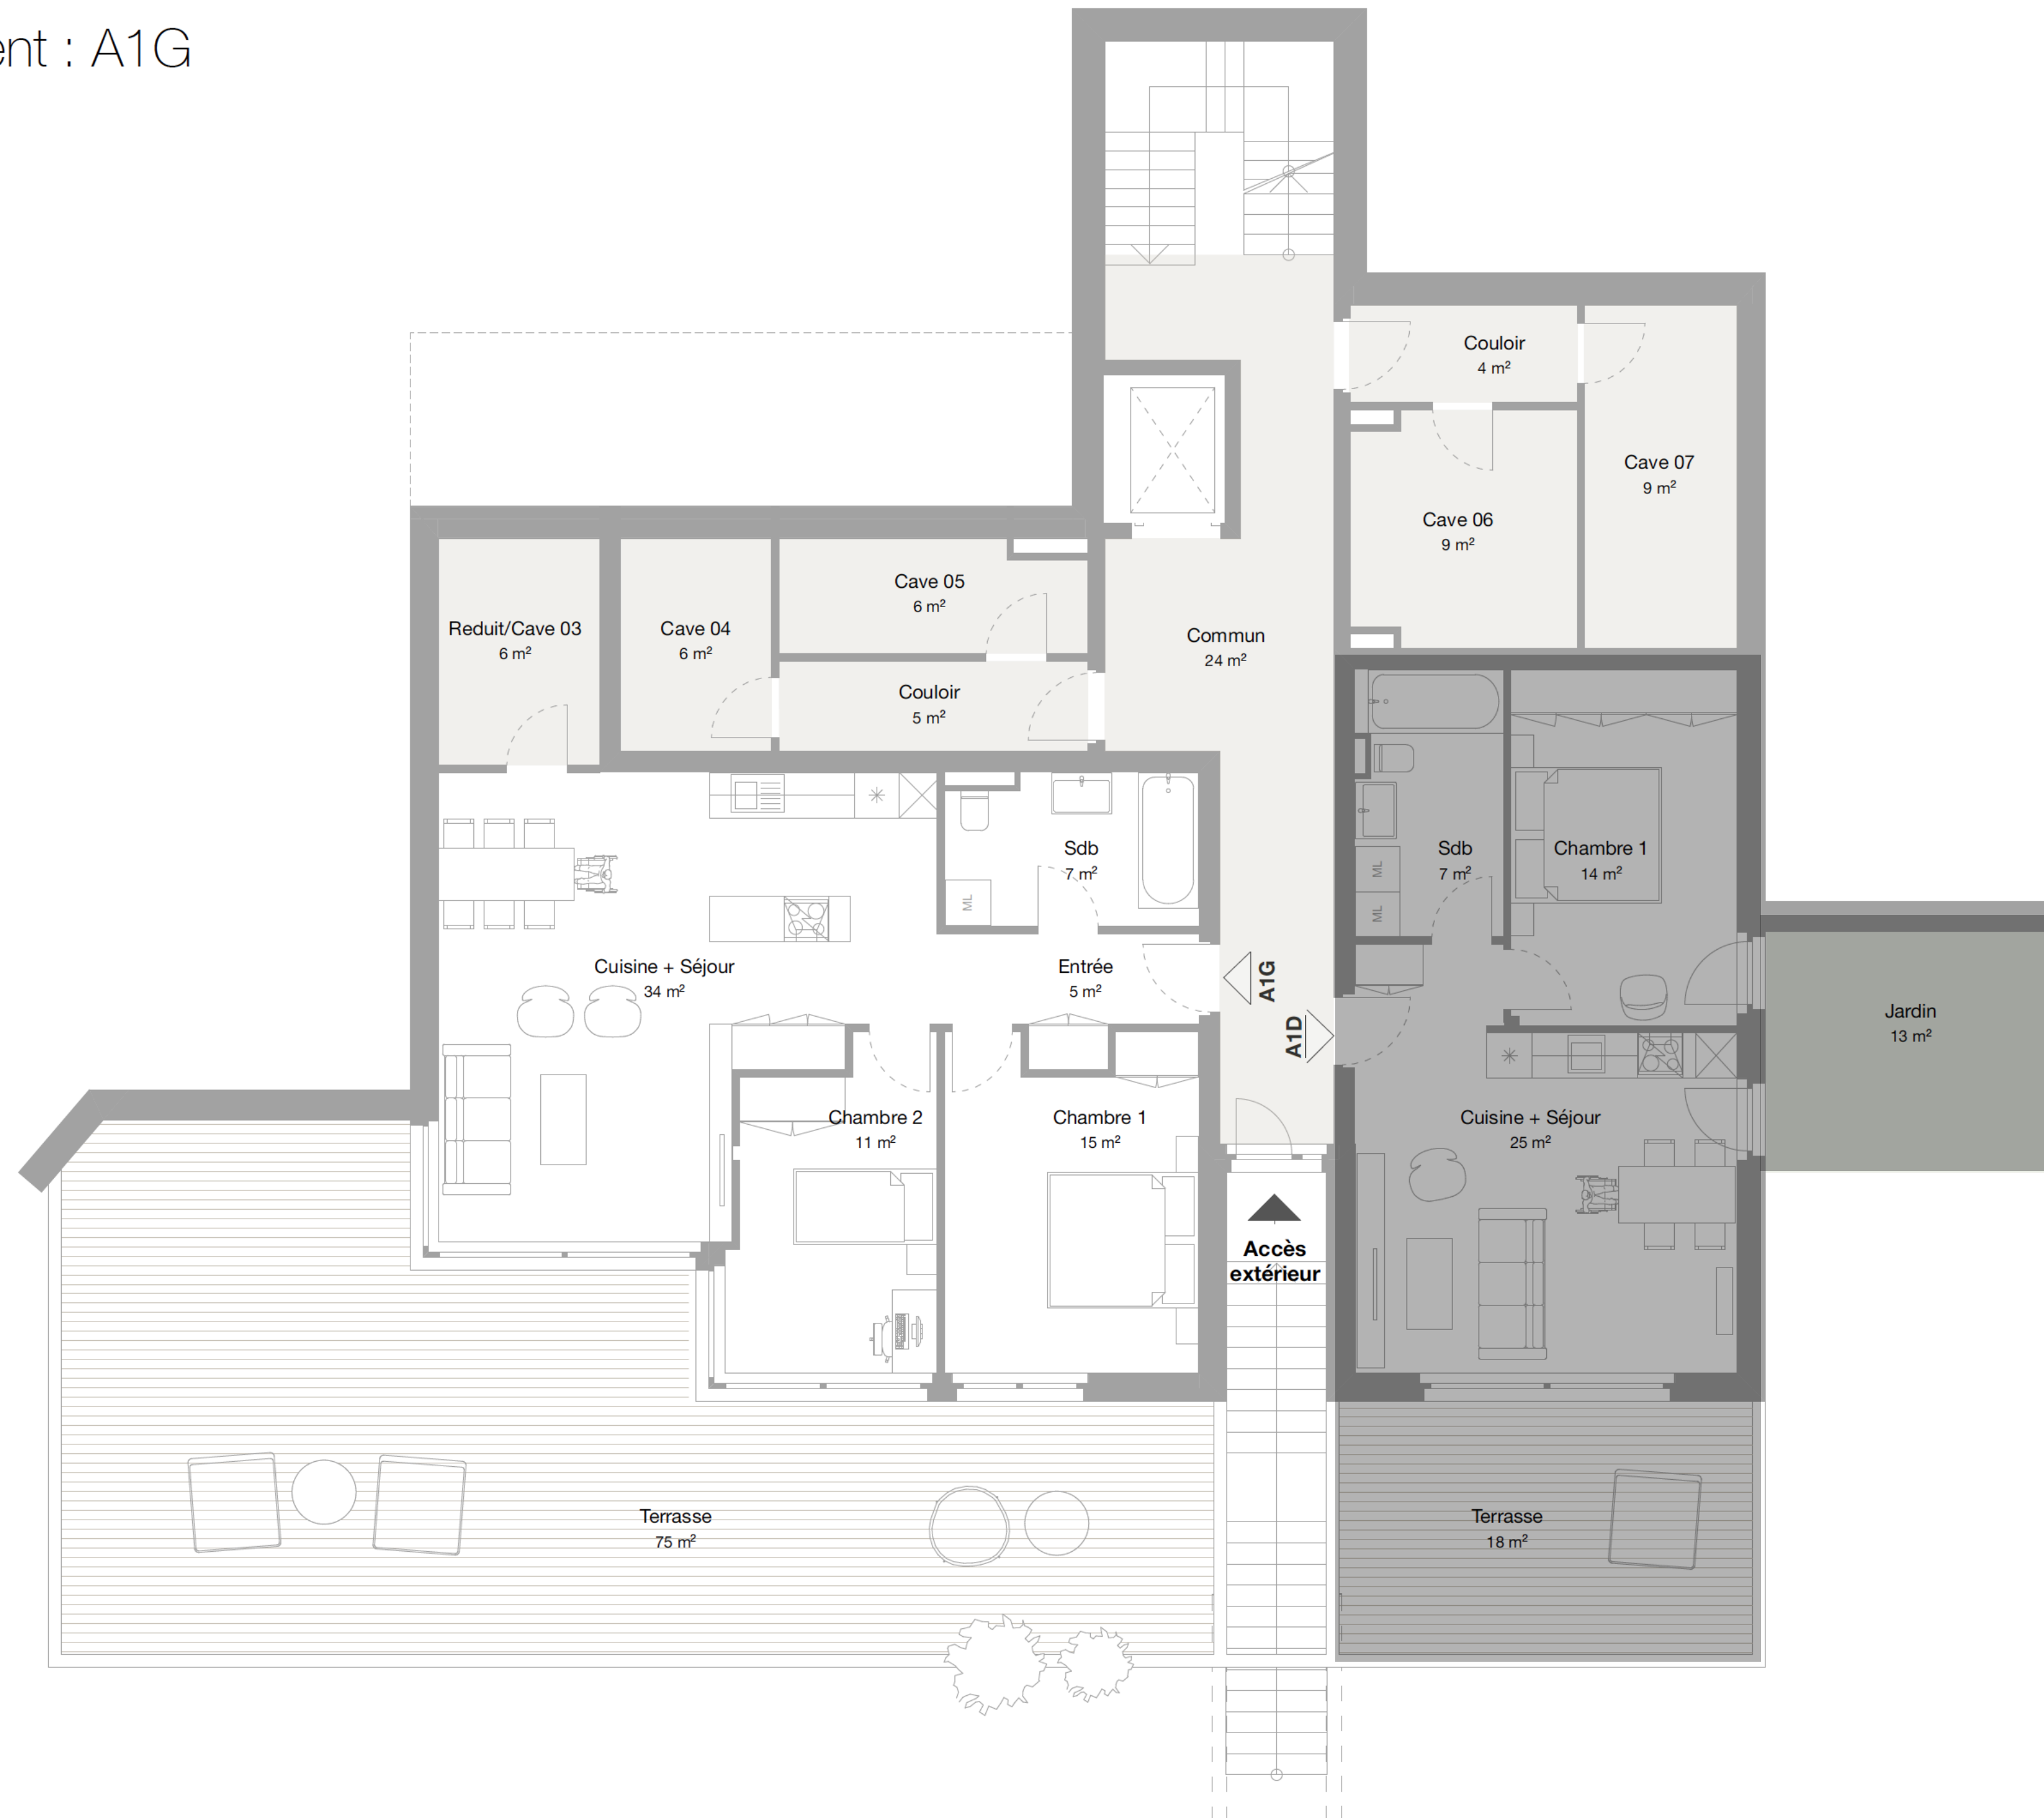 ent : A1G
Couloir
4 m²
Cave 07
9 m²
Cave 06
9 m²
Cave 05
6 m²
Reduit/Cave 03
6 m²
Cave 04
6 m²
Commun
24 m²
Couloir
5 m²
Sdb
7 m²
ML
Sdb
7 m²
ML
ML
Chambre 1
14 m²
Cuisine + Séjour
34 m²
Entrée
5 m²
A1G
A1D
Jardin
13 m²
Chambre 2
11 m²
Chambre 1
15 m²
Cuisine + Séjour
25 m²
Accès
extérieur
Terrasse
75 m²
Terrasse
18 m²